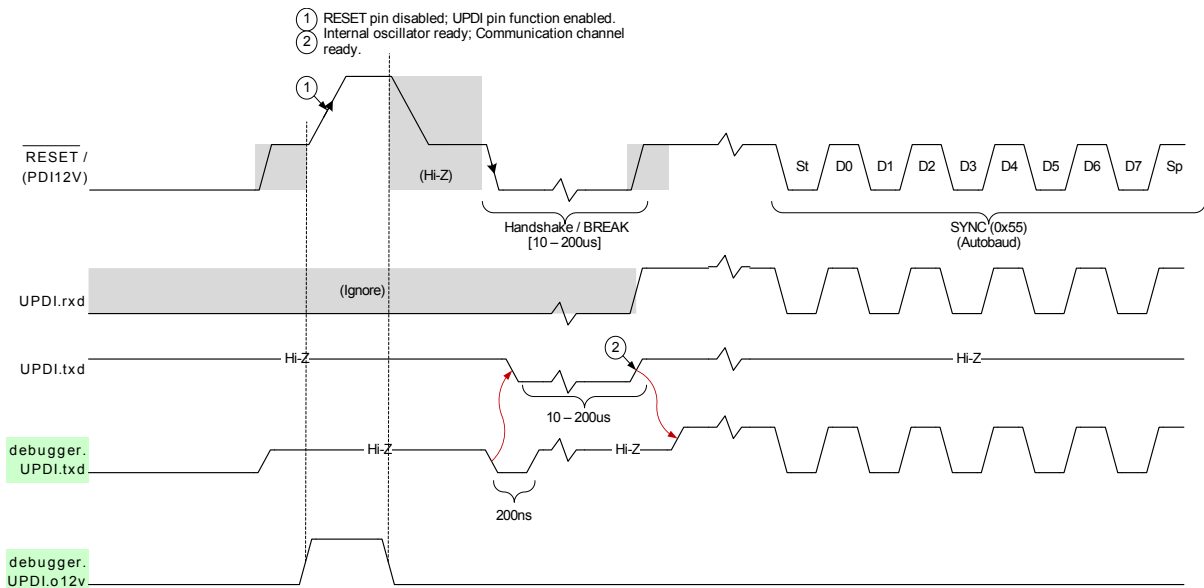 1 RESET pin disabled; UPDI pin function enabled.
2 Internal oscillator ready; Communication channel
ready.
1
RESET /
(PDI12V)
(Hi-Z)
St D0 D1 D2 D3 D4 D5 D6 D7 Sp
Handshake / BREAK
[10 – 200us]
SYNC (0x55)
(Autobaud)
UPDI.rxd
(Ignore)
2
UPDI.txd
Hi-Z
Hi-Z
10 – 200us
debugger.
UPDI.txd
Hi-Z
Hi-Z
200ns
debugger.
UPDI.o12v